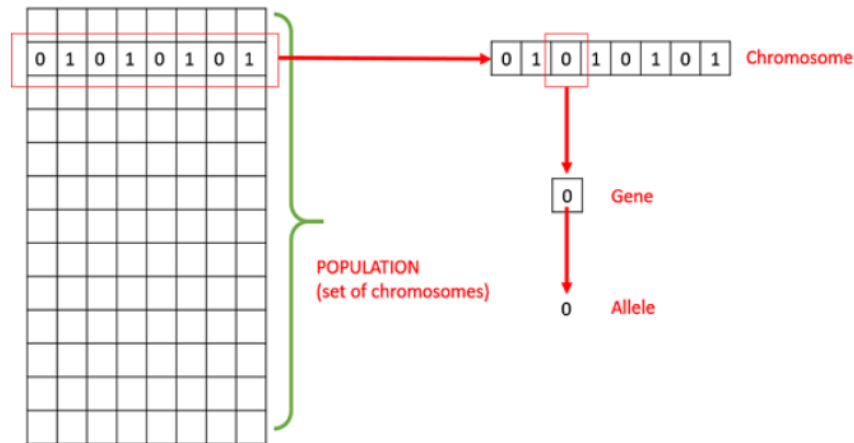 0 1 0 1 0 1 0 1
0 1 0 1 0 1 0 1 Chromosome
0 Gene
POPULATION
(set of chromosomes)
0 Allele